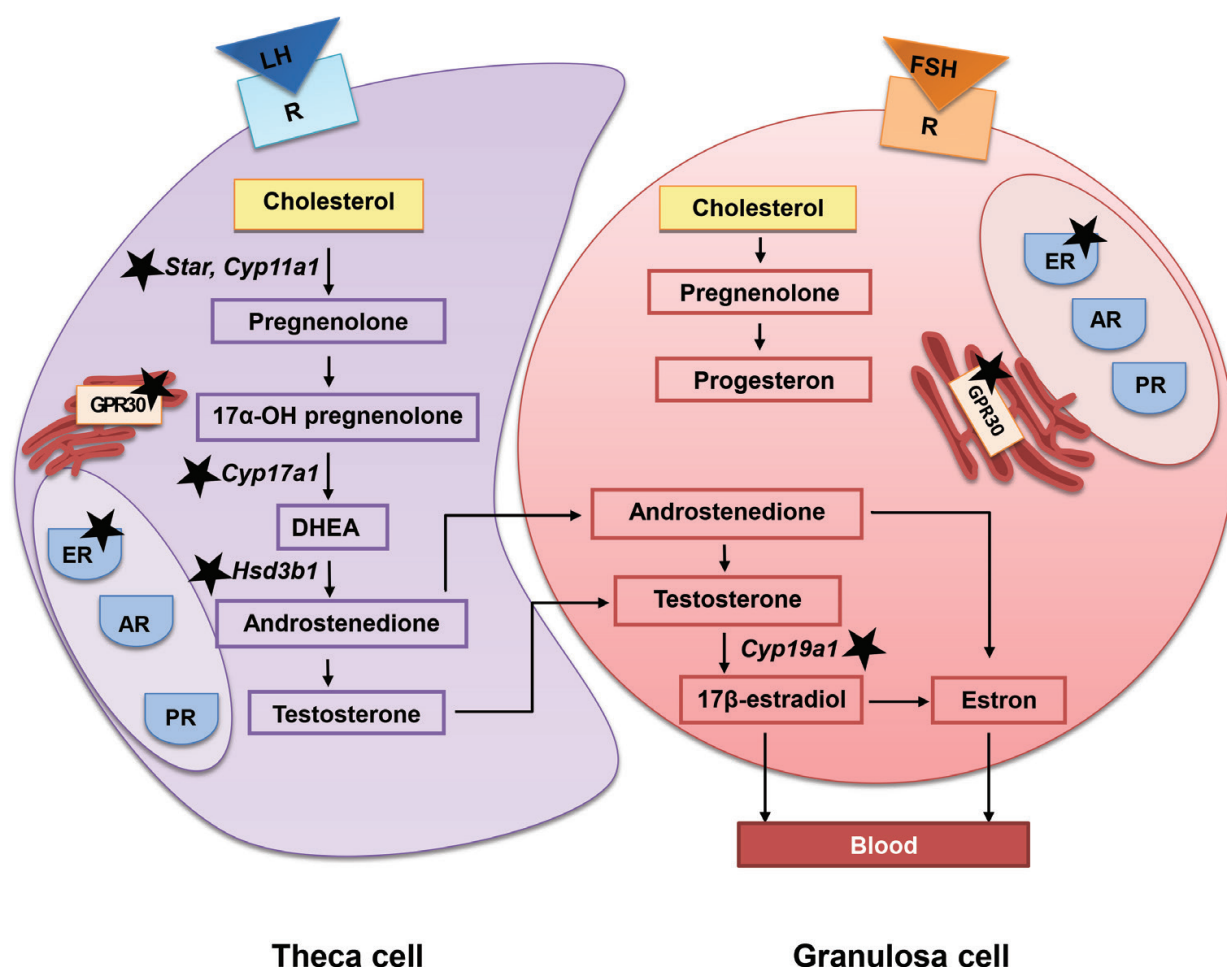 LH
R
Cholesterol
Star, Cyp11a1
Pregnenolone
GPR30
17α-OH pregnenolone
Cyp17a1
DHEA
ER
Hsd3b1
AR
Androstenedione
PR
Testosterone
FSH
R
Cholesterol
ER
Pregnenolone
AR
Progesteron
PR
GPR30
Androstenedione
Testosterone
Cyp19a1
17β-estradiol
Estron
Blood
Theca cell
Granulosa cell